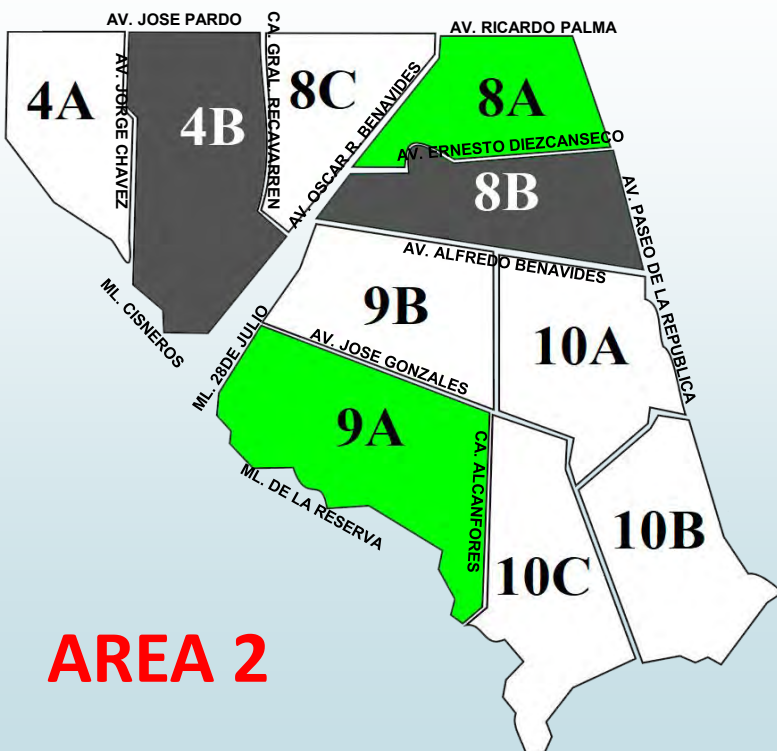 AV. JOSE PARDO
AV. RICARDO PALMA
4A
AV. JORGE CHAVEZ
4B
CA. GRAL. RECAVARREN
8C
AV. OSCAR R. BENAVIDES
8A
AV. ERNESTO DIEZCANSECO
8B
AV. PASEO DE LA REPUBLICA
AV. ALFREDO BENAVIDES
ML. CISNEROS
ML. 28DE JULIO
9B
AV. JOSE GONZALES
10A
9A
CA. ALCANFORES
ML. DE LA RESERVA
10C
10B
AREA 2